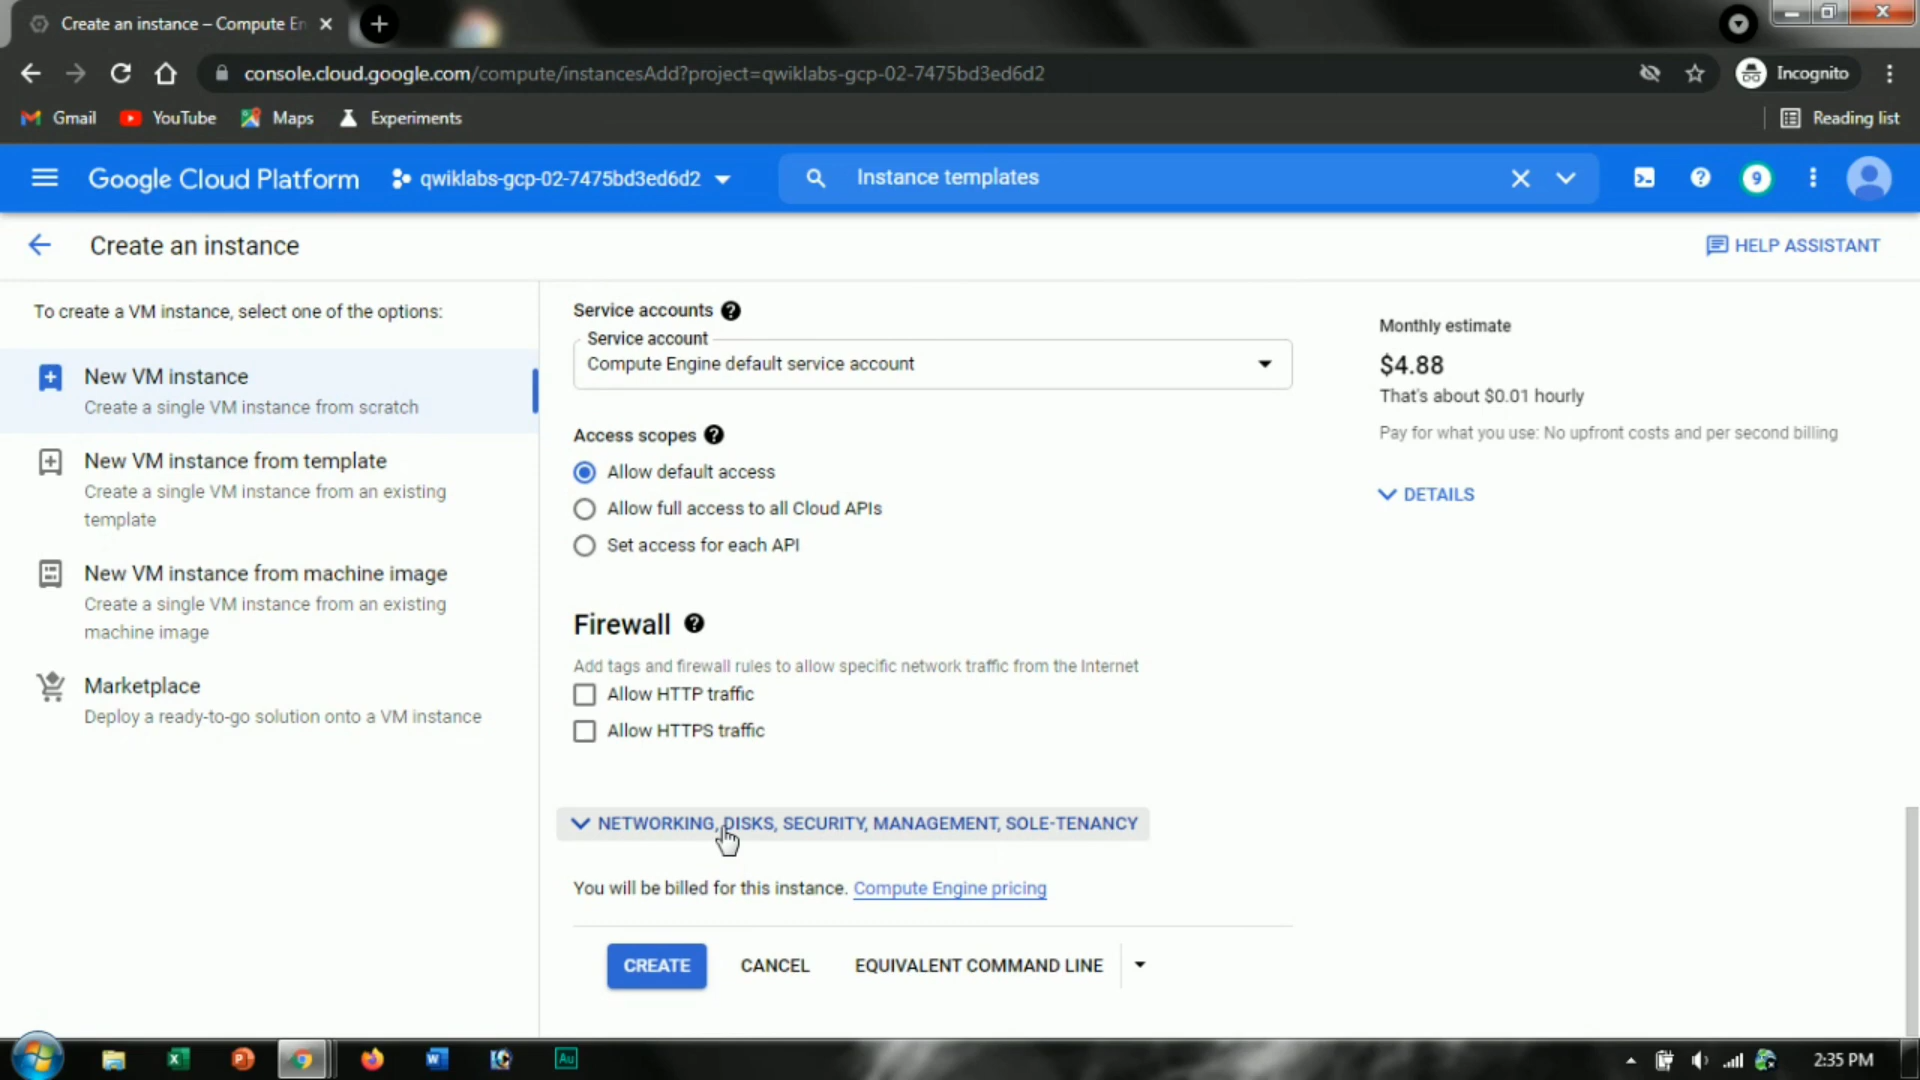 Create an instance – Compute En
console.cloud.google.com/compute/instancesAdd?project=qwiklabs-gcp-02-7475bd3ed6d2
Incognito
Gmail
YouTube
Maps
Experiments
Reading list
Google Cloud Platform
qwiklabs-gcp-02-7475bd3ed6d2
Instance templates
9
Create an instance
HELP ASSISTANT
To create a VM instance, select one of the options:
New VM instance
Create a single VM instance from scratch
New VM instance from template
Create a single VM instance from an existing
template
New VM instance from machine image
Create a single VM instance from an existing
machine image
Marketplace
Deploy a ready-to-go solution onto a VM instance
Service accounts
Service account
Compute Engine default service account
Access scopes
Allow default access
Allow full access to all Cloud APIs
Set access for each API
Firewall
Add tags and firewall rules to allow specific network traffic from the Internet
Allow HTTP traffic
Allow HTTPS traffic
NETWORKING, DISKS, SECURITY, MANAGEMENT, SOLE-TENANCY
You will be billed for this instance. Compute Engine pricing
CREATE
CANCEL
EQUIVALENT COMMAND LINE
Monthly estimate
$4.88
That's about $0.01 hourly
Pay for what you use: No upfront costs and per second billing
DETAILS
Au
2:35 PM